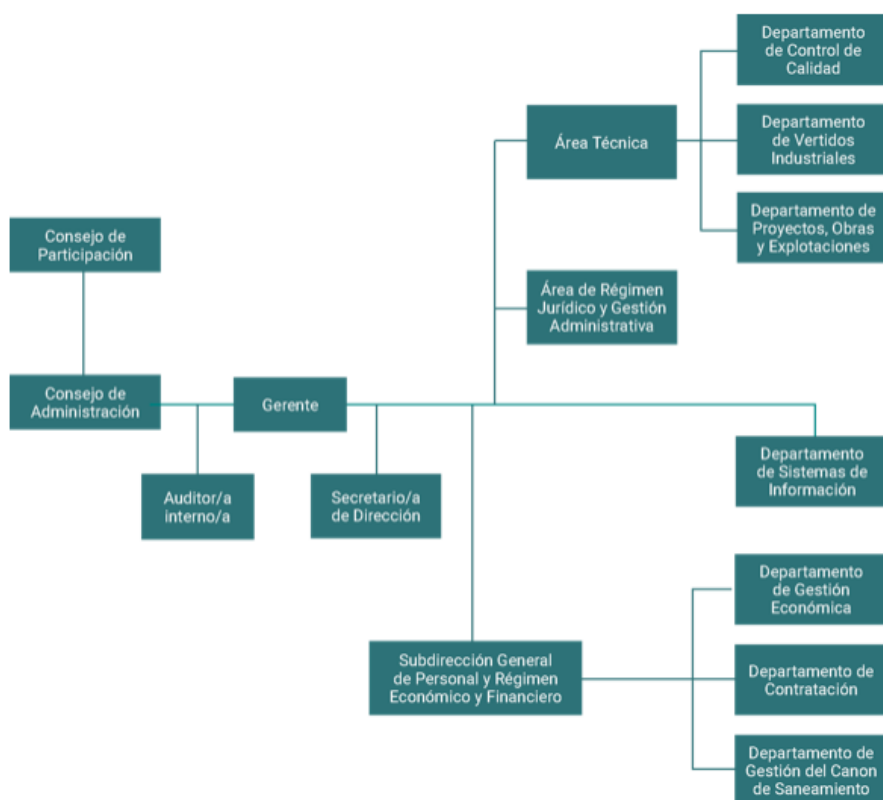 Departamento
de Control de
Calidad
Área Técnica
Departamento
de Vertidos
Industriales
Departamento de
Proyectos, Obras
y Explotaciones
Consejo de
Participación
Área de Régimen
Jurídico y Gestión
Administrativa
Consejo de
Administración
Gerente
Departamento
de Sistemas de
Información
Auditor/a
interno/a
Secretario/a
de Dirección
Departamento
de Gestión
Económica
Subdirección General
de Personal y Régimen
Económico y Financiero
Departamento de
Contratación
Departamento de
Gestión del Canon
de Saneamiento